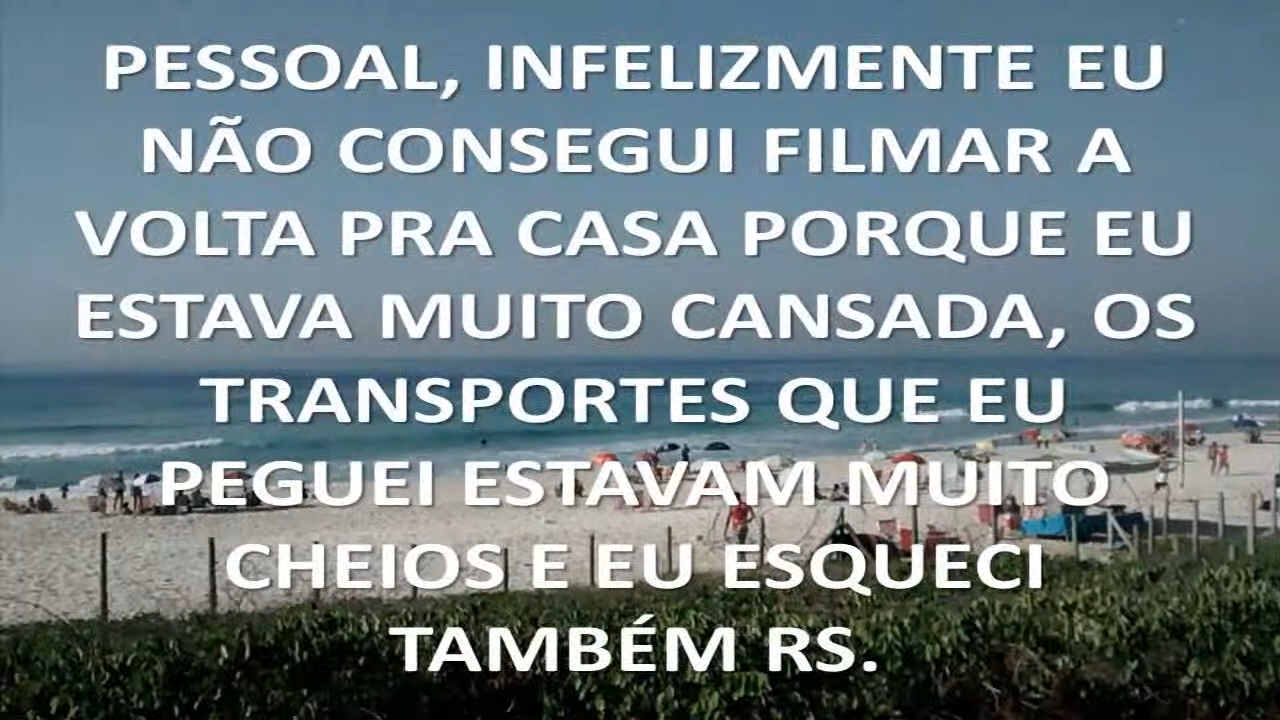 PESSOAL, INFELIZMENTE EU
NÃO CONSEGUI FILMAR A
VOLTA PRA CASA PORQUE EU
ESTAVA MUITO CANSADA, OS
TRANSPORTES QUE EU
PEGUEI ESTAVAM MUITO
CHEIOS E EU ESQUECI
TAMBÉM RS.